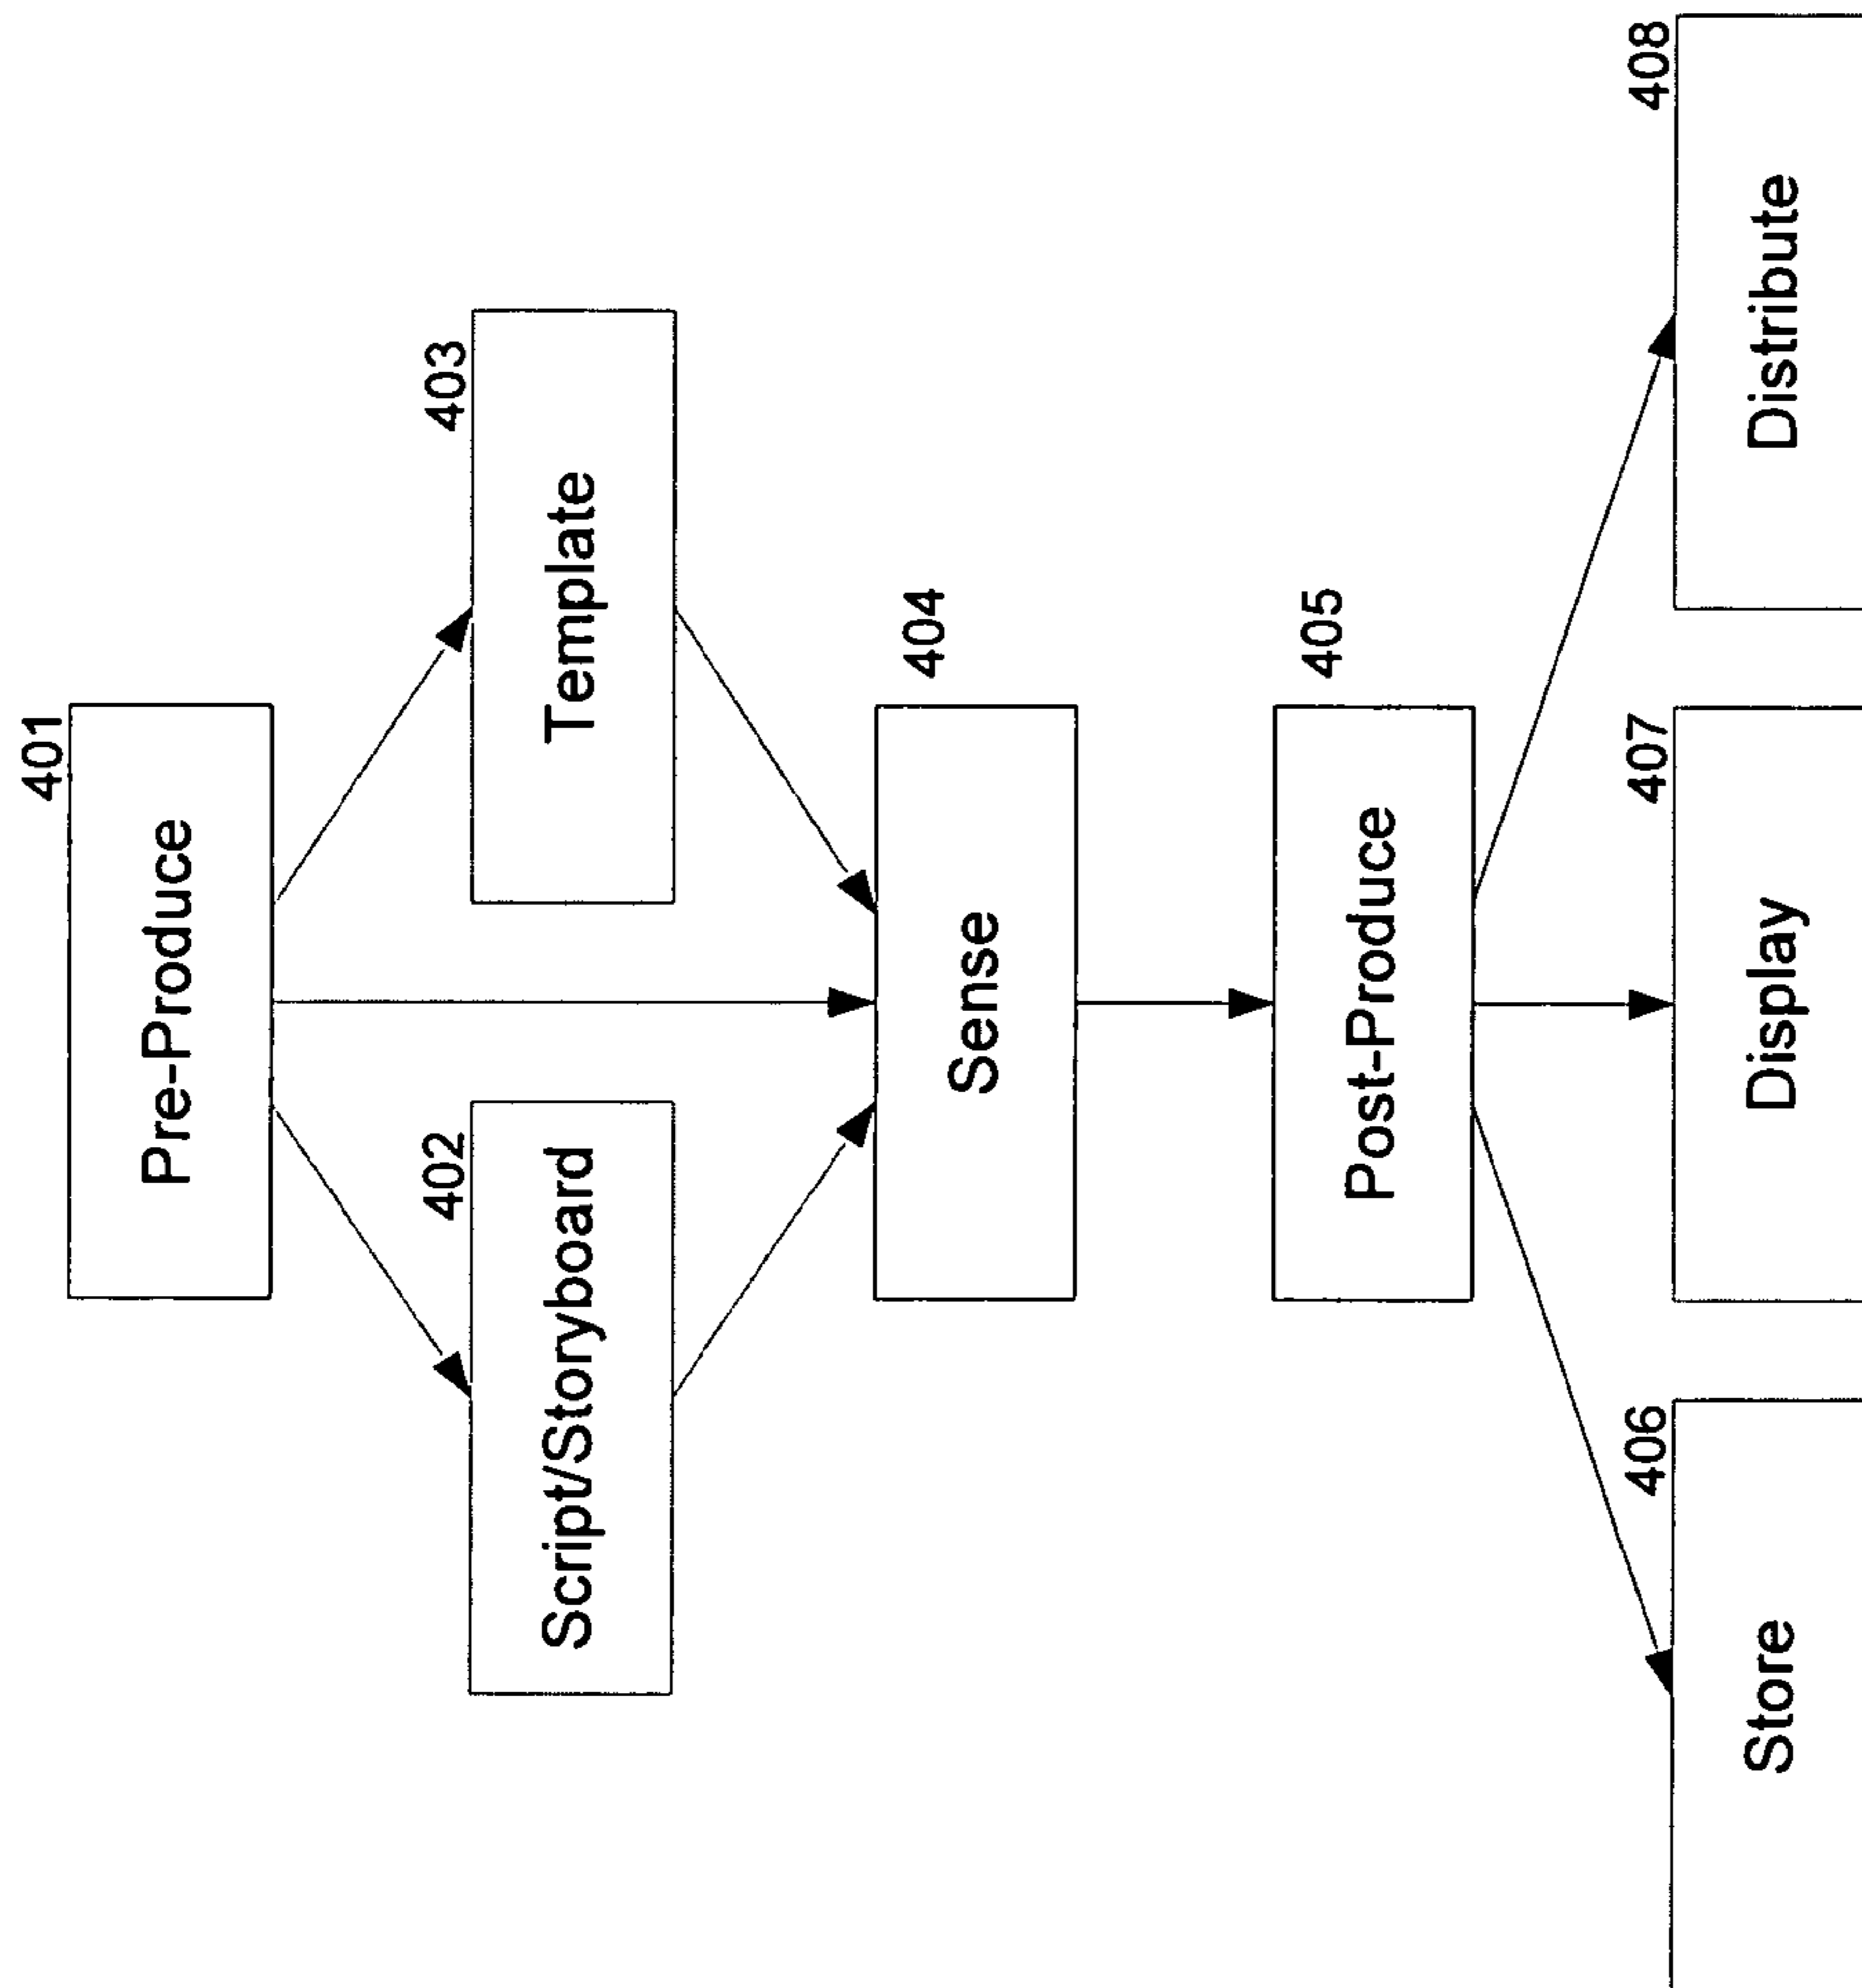 401
Pre-Produce
402
Script/Storyboard
403
Template
404
Sense
405
Post-Produce
406
Store
407
Display
408
Distribute